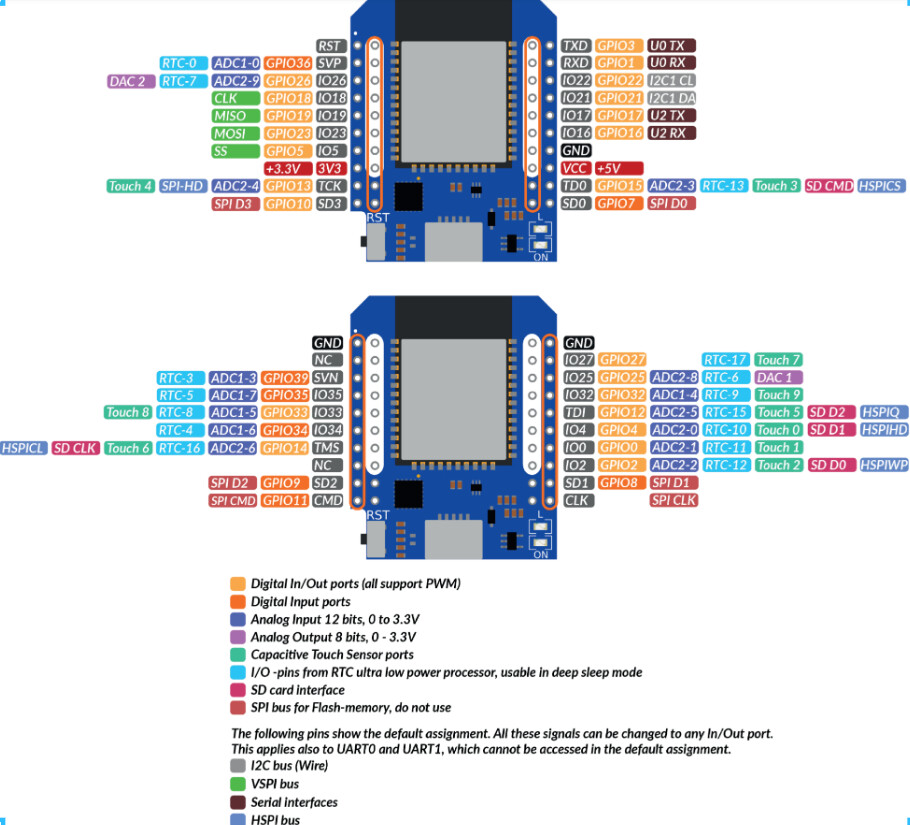 RST TXD GPIO3 U0 TX
RTC-0 ADC1-0 GPIO36 SVP RXD GPIO1 U0 RX
DAC 2 RTC-7 ADC2-9 GPIO26 IO26 IO22 GPIO22 I2C1 CL
CLK GPIO18 IO18 IO21 GPIO21 I2C1 DA
MISO GPIO19 IO19 IO17 GPIO17 U2 TX
MOSI GPIO23 IO23 IO16 GPIO16 U2 RX
SS GPIO5 IO5 GND
+3.3V 3V3 VCC +5V
Touch 4 SPI-HD ADC2-4 GPIO13 TCK TD0 GPIO15 ADC2-3 RTC-13 Touch 3 SD CMD HSPICS
SPI D3 GPIO10 SD3 SD0 GPIO7 SPI D0
RST L
ON
GND GND
NC IO27 GPIO27 RTC-17 Touch 7
RTC-3 ADC1-3 GPIO39 SVN IO25 GPIO25 ADC2-8 RTC-6 DAC 1
RTC-5 ADC1-7 GPIO35 IO35 IO32 GPIO32 ADC1-4 RTC-9 Touch 9
Touch 8 RTC-8 ADC1-5 GPIO33 IO33 TDI GPIO12 ADC2-5 RTC-15 Touch 5 SD D2 HSPIQ
RTC-4 ADC1-6 GPIO34 IO34 IO4 GPIO4 ADC2-0 RTC-10 Touch 0 SD D1 HSPIHD
HSPICL SD CLK Touch 6 RTC-16 ADC2-6 GPIO14 TMS IO0 GPIO0 ADC2-1 RTC-11 Touch 1
NC IO2 GPIO2 ADC2-2 RTC-12 Touch 2 SD D0 HSPIWP
SPI D2 GPIO9 SD2 SD1 GPIO8 SPI D1
SPI CMD GPIO11 CMD CLK SPI CLK
RST L
ON
Digital In/Out ports (all support PWM)
Digital Input ports
Analog Input 12 bits, 0 to 3.3V
Analog Output 8 bits, 0 - 3.3V
Capacitive Touch Sensor ports
I/O -pins from RTC ultra low power processor, usable in deep sleep mode
SD card interface
SPI bus for Flash-memory, do not use
The following pins show the default assignment. All these signals can be changed to any In/Out port.
This applies also to UART0 and UART1, which cannot be accessed in the default assignment.
I2C bus (Wire)
VSPI bus
Serial interfaces
HSPI bus